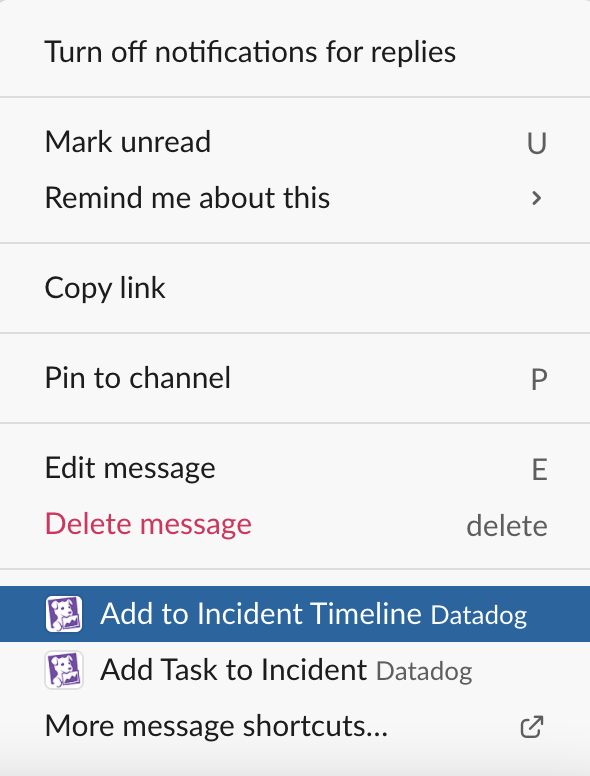 Turn off notifications for replies
Mark unread U
Remind me about this
Copy link
Pin to channel P
Edit message E
Delete message delete
Add to Incident Timeline Datadog
Add Task to Incident Datadog
More message shortcuts...